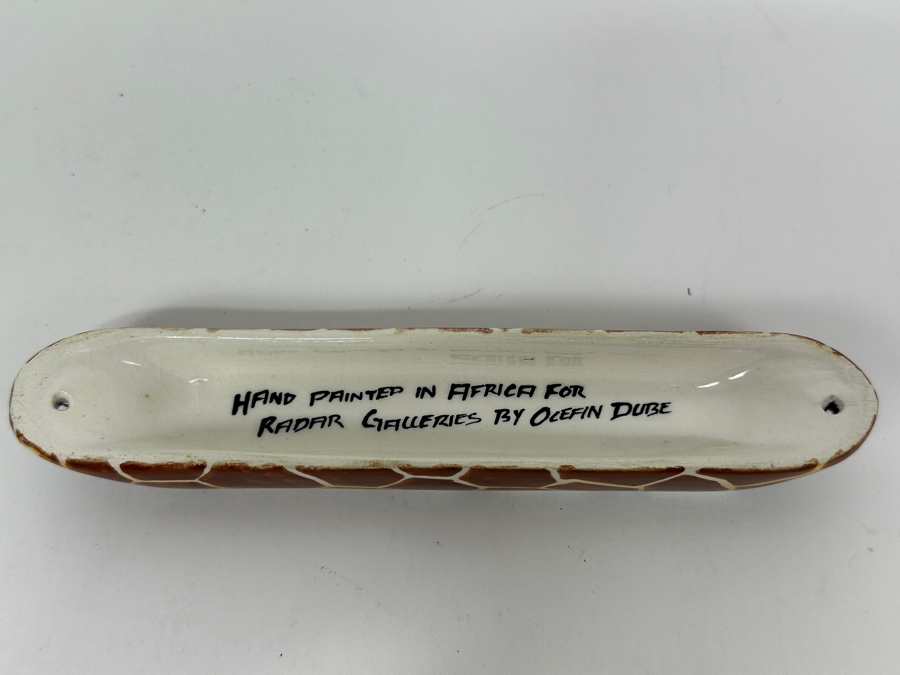 HAND PAINTED IN AFRICA FOR
RADAR GALLERIES BY OCEFIN DUBE